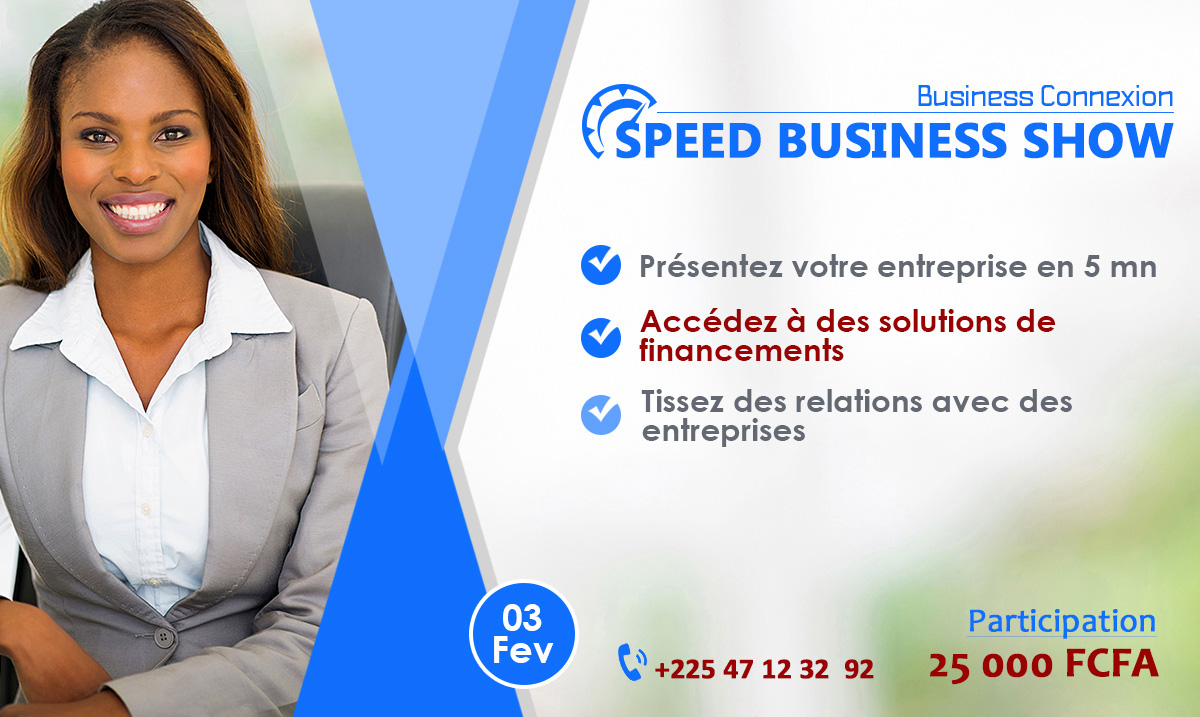 Business Connexion
SPEED BUSINESS SHOW
Présentez votre entreprise en 5 mn
Accédez à des solutions de
financements
Tissez des relations avec des
entreprises
03
Fev
+225 47 12 32 92
Participation
25 000 FCFA